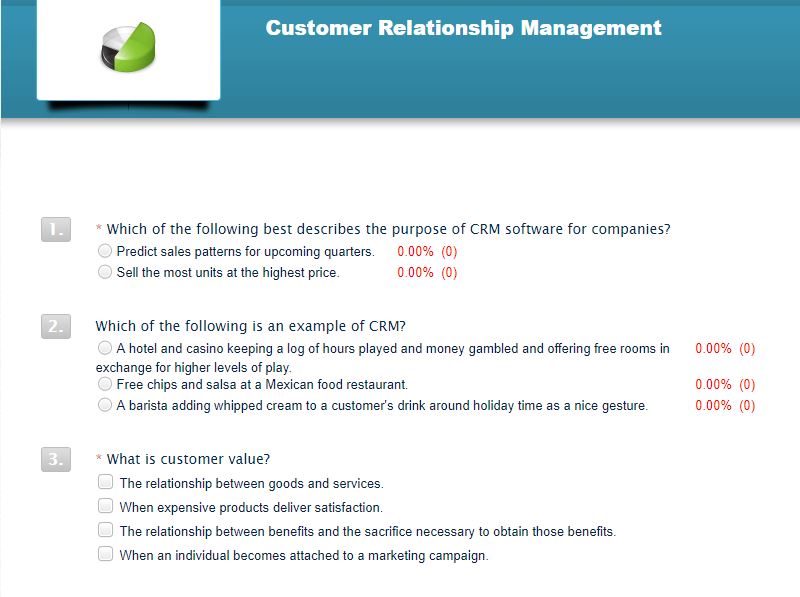 Customer Relationship Management
1.
* Which of the following best describes the purpose of CRM software for companies?
Predict sales patterns for upcoming quarters. 0.00% (0)
Sell the most units at the highest price. 0.00% (0)
2.
Which of the following is an example of CRM?
A hotel and casino keeping a log of hours played and money gambled and offering free rooms in 0.00% (0)
exchange for higher levels of play.
Free chips and salsa at a Mexican food restaurant. 0.00% (0)
A barista adding whipped cream to a customer's drink around holiday time as a nice gesture. 0.00% (0)
3.
* What is customer value?
The relationship between goods and services.
When expensive products deliver satisfaction.
The relationship between benefits and the sacrifice necessary to obtain those benefits.
When an individual becomes attached to a marketing campaign.